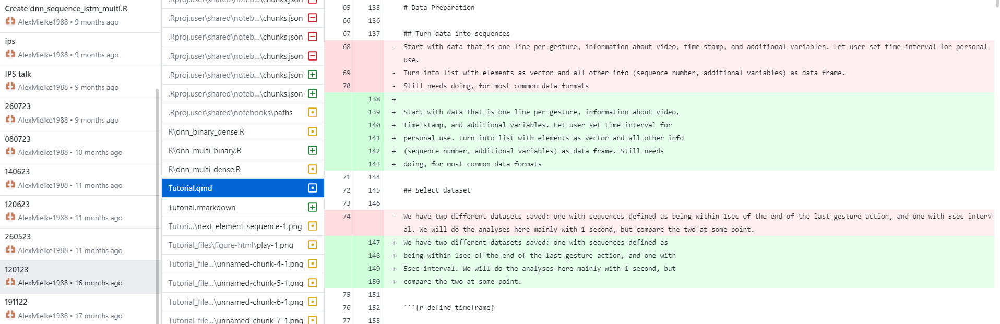 Create dnn_sequence_lstm_multi.R
AlexMielke1988 • 9 months ago
ips
AlexMielke1988 • 9 months ago
IPS talk
AlexMielke1988 • 9 months ago
260723
AlexMielke1988 • 9 months ago
080723
AlexMielke1988 • 10 months ago
140623
AlexMielke1988 • 11 months ago
120623
AlexMielke1988 • 11 months ago
260523
AlexMielke1988 • 11 months ago
120123
AlexMielke1988 • 16 months ago
191122
AlexMielke1988 • 17 months ago
.Rproj.user\shared\noteb...\chunks.json
.Rproj.user\shared\noteb...\chunks.json
.Rproj.user\shared\noteb...\chunks.json
.Rproj.user\shared\noteb...\chunks.json
.Rproj.user\shared\noteb...\chunks.json
.Rproj.user\shared\noteb...\chunks.json
.Rproj.user\shared\notebooks\paths
R\dnn_binary_dense.R
R\dnn_multi_binary.R
R\dnn_multi_dense.R
Tutorial.qmd
Tutorial.rmarkdown
Tutori...\next_element_sequence-1.png
Tutorial_files\figure-html\play-1.png
Tutorial_file...\unnamed-chunk-4-1.png
Tutorial_file...\unnamed-chunk-5-1.png
Tutorial_file...\unnamed-chunk-6-1.png
Tutorial_file...\unnamed-chunk-7-1.png
65 135 # Data Preparation
66 136
67 137 ## Turn data into sequences
68 - Start with data that is one line per gesture, information about video, time stamp, and additional variables. Let user set time interval for personal
use.
69 - Turn into list with elements as vector and all other info (sequence number, additional variables) as data frame.
70 - Still needs doing, for most common data formats
138 +
139 + Start with data that is one line per gesture, information about video,
140 + time stamp, and additional variables. Let user set time interval for
141 + personal use. Turn into list with elements as vector and all other info
142 + (sequence number, additional variables) as data frame. Still needs
143 + doing, for most common data formats
71 144
72 145 ## Select dataset
73 146
74 - We have two different datasets saved: one with sequences defined as being within 1sec of the end of the last gesture action, and one with 5sec interv
al. We will do the analyses here mainly with 1 second, but compare the two at some point.
147 + We have two different datasets saved: one with sequences defined as
148 + being within 1sec of the end of the last gesture action, and one with
149 + 5sec interval. We will do the analyses here mainly with 1 second, but
150 + compare the two at some point.
75 151
76 152 ```{r define_timeframe}
77 153